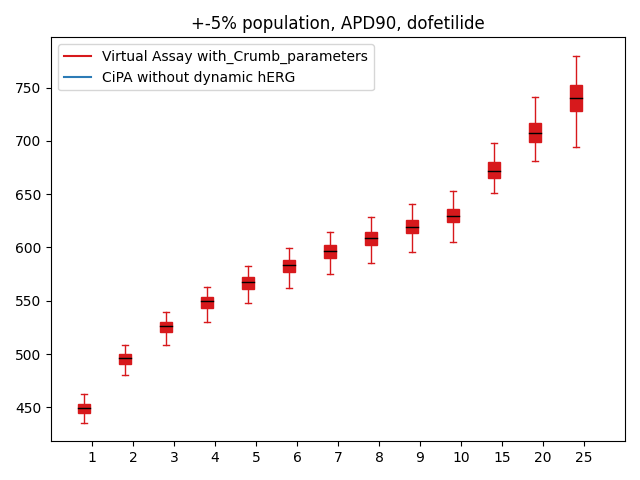 +-5% population, APD90, dofetilide
Virtual Assay with_Crumb_parameters
CiPA without dynamic hERG
750
700
650
600
550
500
450
1 2 3 4 5 6 7 8 9 10 15 20 25